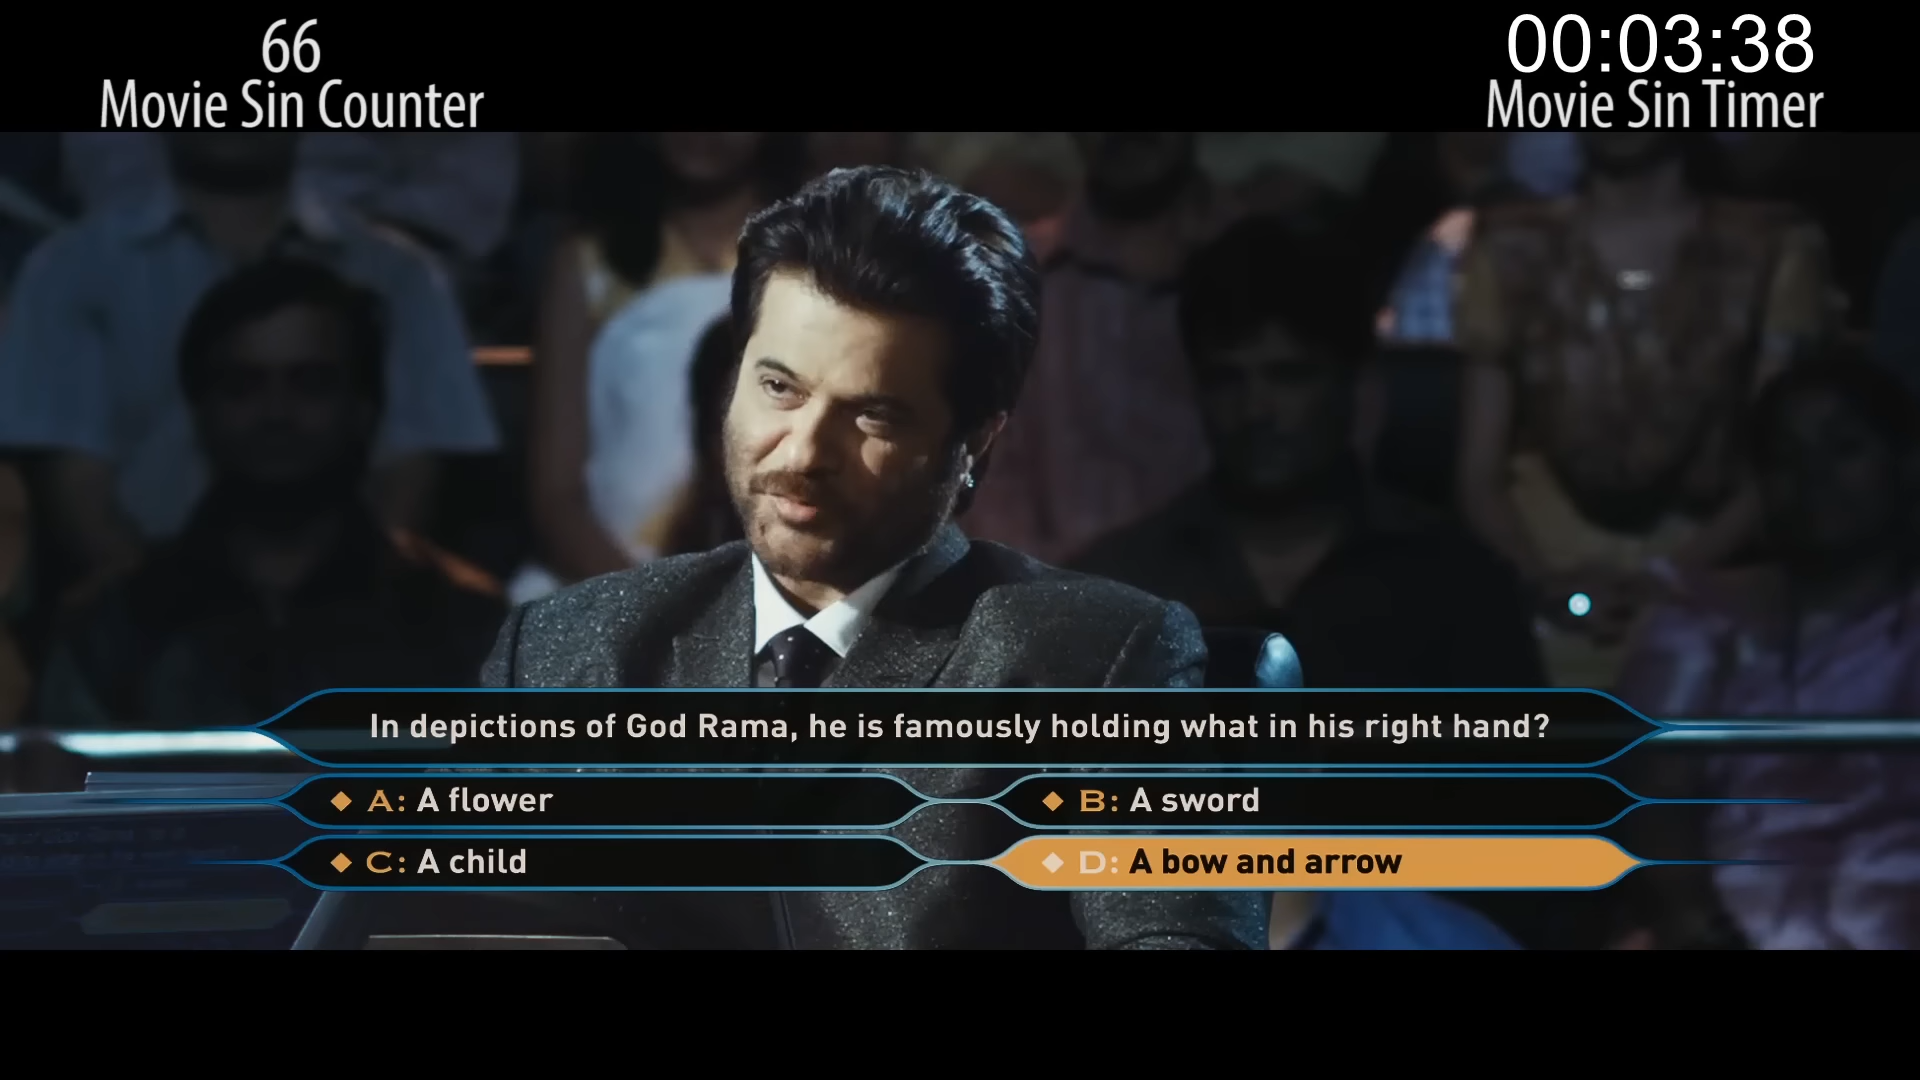 66
Movie Sin Counter
00:03:38
Movie Sin Timer
In depictions of God Rama, he is famously holding what in his right hand?
A: A flower
B: A sword
C: A child
D: A bow and arrow